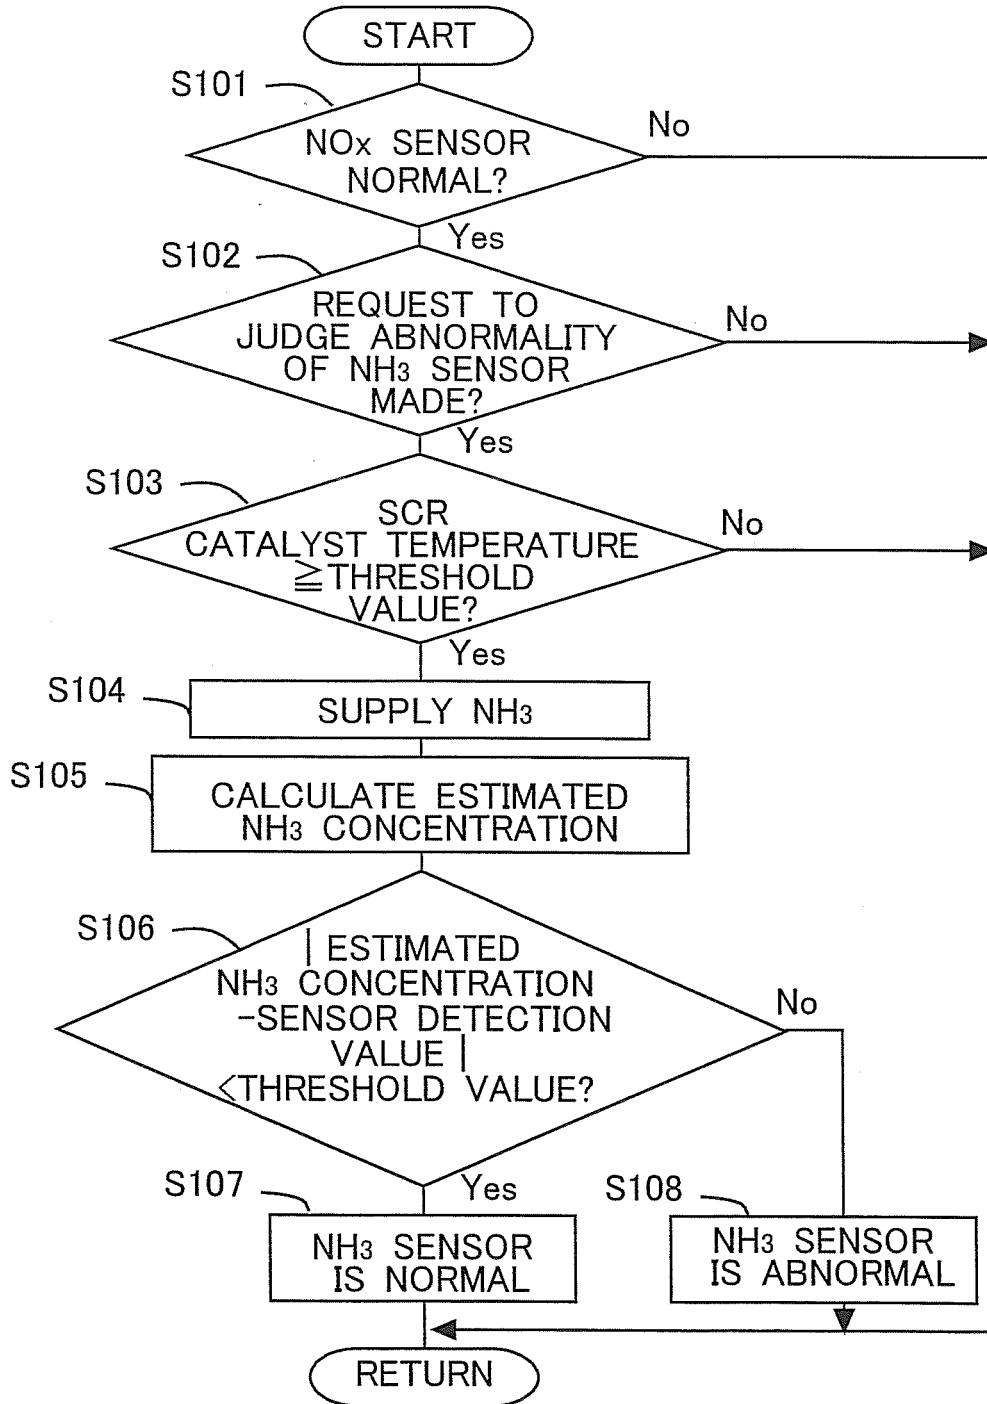 START
S101
NOx SENSOR
NORMAL?
No
Yes
S102
REQUEST TO
JUDGE ABNORMALITY
OF NH3 SENSOR
MADE?
No
Yes
S103
SCR
CATALYST TEMPERATURE
≧THRESHOLD
VALUE?
No
Yes
S104
SUPPLY NH3
S105
CALCULATE ESTIMATED
NH3 CONCENTRATION
S106
| ESTIMATED
NH3 CONCENTRATION
-SENSOR DETECTION
VALUE |
<THRESHOLD VALUE?
No
Yes
S107
NH3 SENSOR
IS NORMAL
S108
NH3 SENSOR
IS ABNORMAL
RETURN